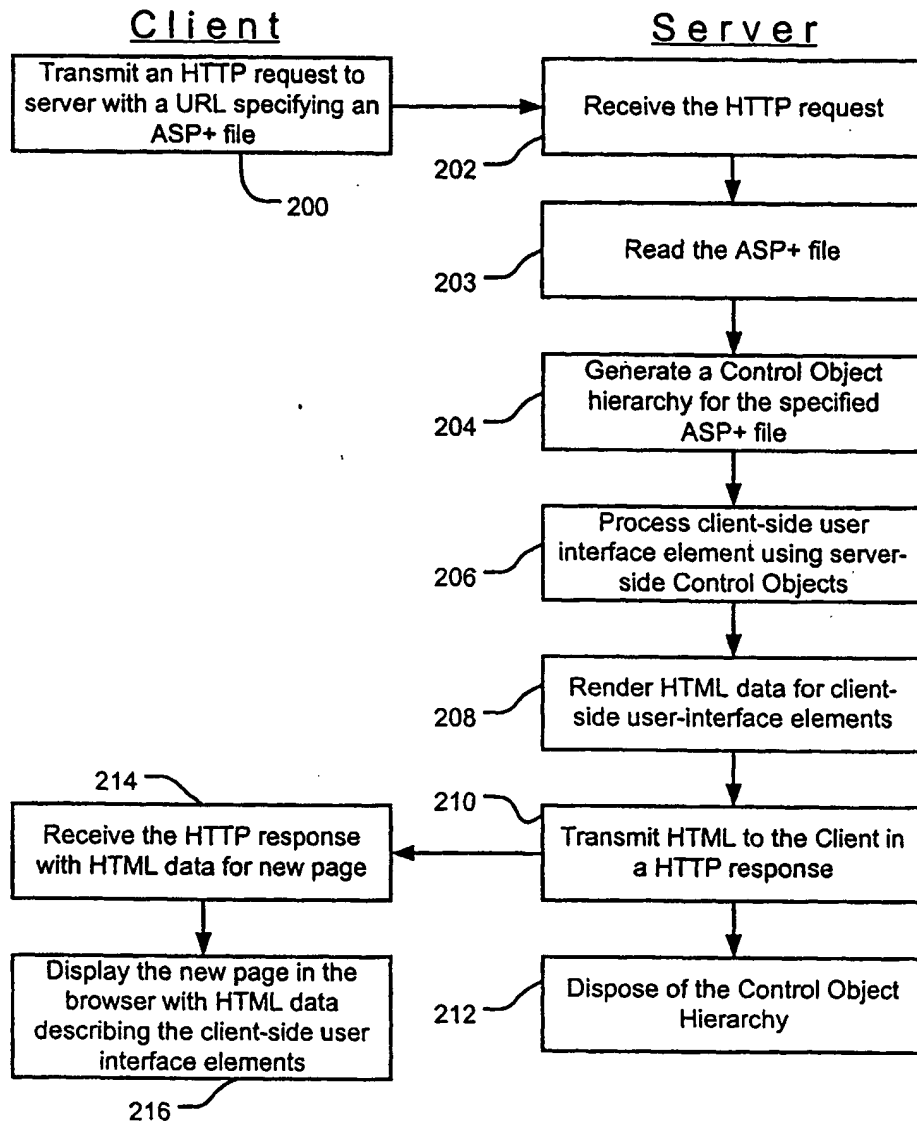 Client
Server
Transmit an HTTP request to
server with a URL specifying an
ASP+ file
200
Receive the HTTP request
202
Read the ASP+ file
203
Generate a Control Object
hierarchy for the specified
ASP+ file
204
Process client-side user
interface element using server-
side Control Objects
206
Render HTML data for client-
side user-interface elements
208
210
Transmit HTML to the Client in
a HTTP response
214
Receive the HTTP response
with HTML data for new page
Display the new page in the
browser with HTML data
describing the client-side user
interface elements
216
Dispose of the Control Object
Hierarchy
212